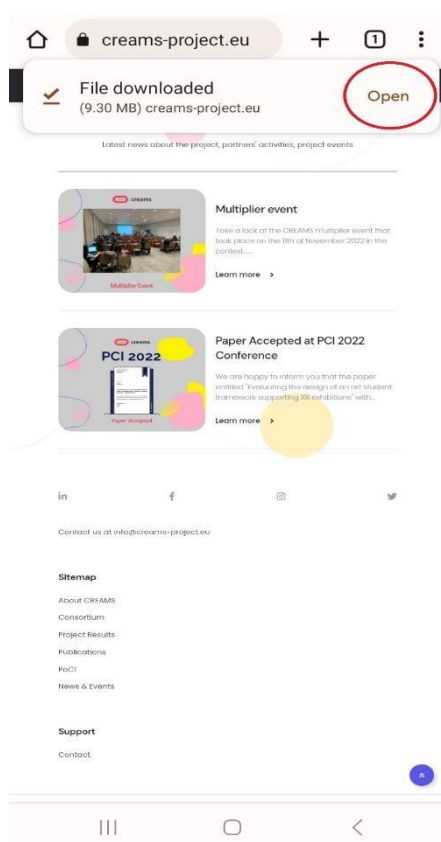 creams-project.eu
1
File downloaded
(9.30 MB) creams-project.eu
Open
Latest news about the project, partners' activities, project events
creams
Multiplier Event
Multiplier event
Take a look at the CREAMS multiplier event that
took place on the 11th of November 2022 in the
context......
Learn more >
creams
PCI 2022
Paper Accepted
Paper Accepted at PCI 2022
Conference
We are happy to inform you that the paper
entitled "Evaluating the design of an art student
framework supporting XR exhibitions" with...
Learn more >
in
f
Contact us at info@creams-project.eu
Sitemap
About CREAMS
Consortium
Project Results
Publications
PoCI
News & Events
Support
Contact